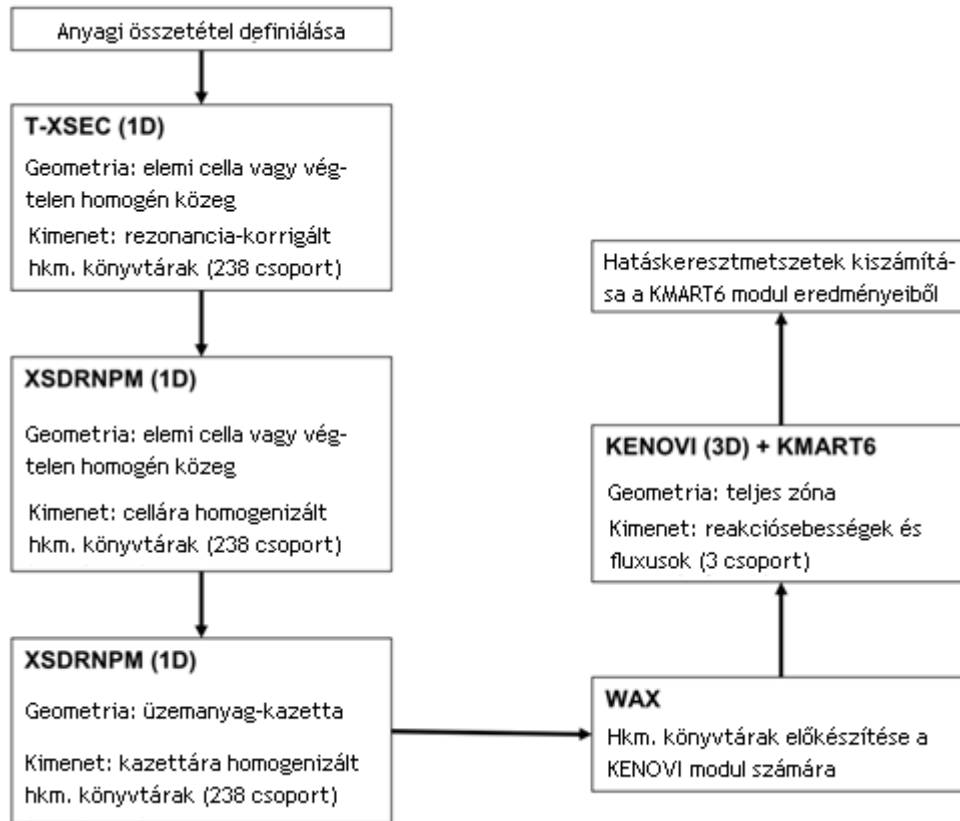 Anyagi összetétel definiálása
T-XSEC (1D)
Geometria: elemi cella vagy vég-
telen homogén közeg
Kimenet: rezonancia-korrigált
hkm. könyvtárak (238 csoport)
XSDRNPM (1D)
Geometria: elemi cella vagy vég-
telen homogén közeg
Kimenet: cellára homogenizált
hkm. könyvtárak (238 csoport)
XSDRNPM (1D)
Geometria: üzemanyag-kazetta
Kimenet: kazettára homogenizált
hkm. könyvtárak (238 csoport)
WAX
Hkm. könyvtárak előkészítése a
KENOVI modul számára
KENOVI (3D) + KMART6
Geometria: teljes zóna
Kimenet: reakciósebességek és
fluxusok (3 csoport)
Hatáskeresztmetszetek kiszámítá-
sa a KMART6 modul eredményeiből